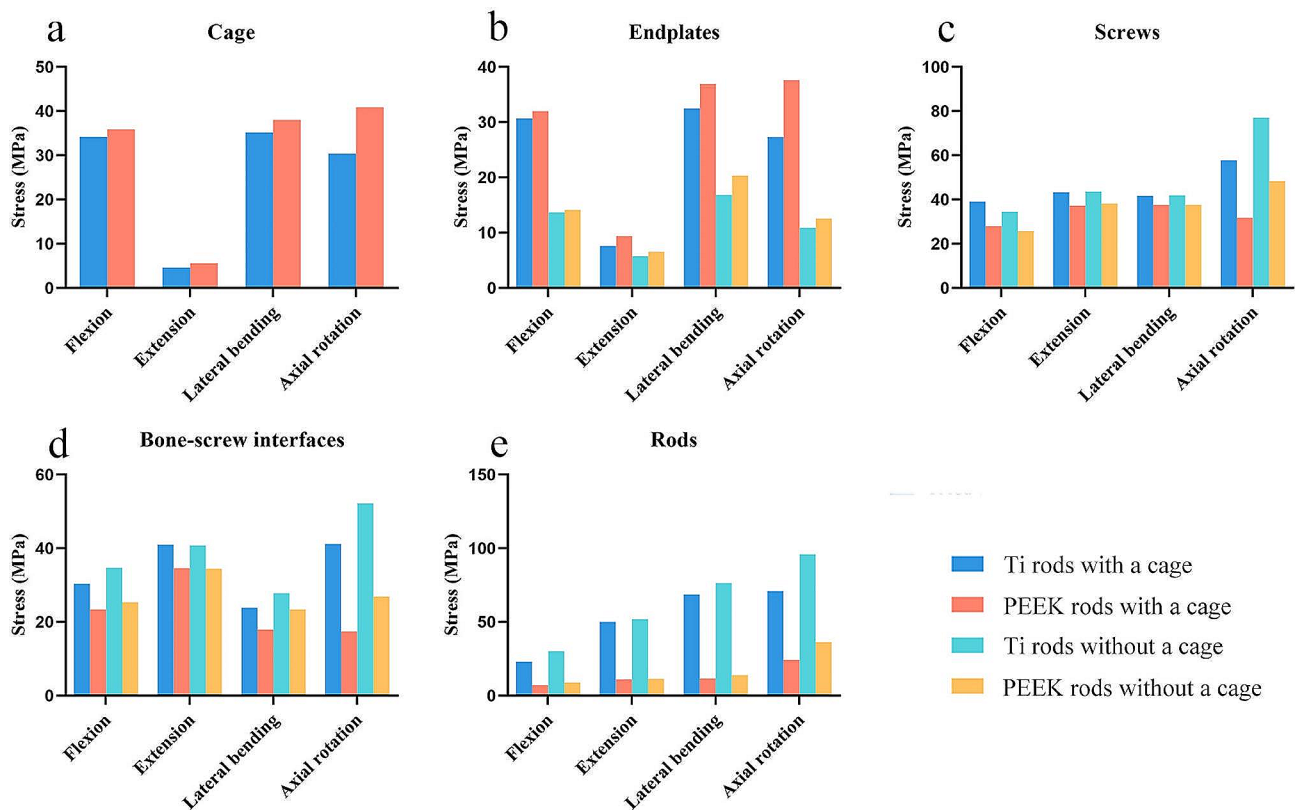 a
Cage
Stress (MPa)
50
40
30
20
10
0
Flexion
Extension
Lateral bending
Axial rotation
b
Endplates
Stress (MPa)
40
30
20
10
0
Flexion
Extension
Lateral bending
Axial rotation
c
Screws
Stress (MPa)
100
80
60
40
20
0
Flexion
Extension
Lateral bending
Axial rotation
d
Bone-screw interfaces
Stress (MPa)
60
40
20
0
Flexion
Extension
Lateral bending
Axial rotation
e
Rods
Stress (MPa)
150
100
50
0
Flexion
Extension
Lateral bending
Axial rotation
Ti rods with a cage
PEEK rods with a cage
Ti rods without a cage
PEEK rods without a cage